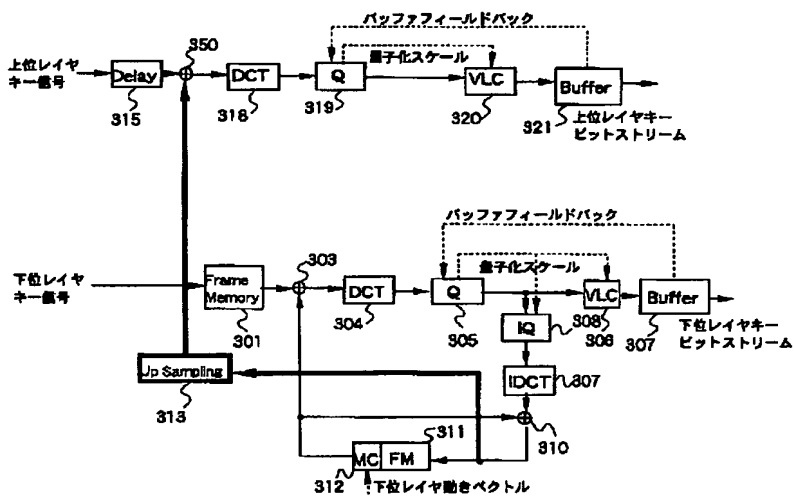 バッファフィールドバック
350
量子化スケール
上位レイヤ
キー信号
Delay
DCT
Q
VLC
Buffer
315
318
319
320
321
上位レイヤキー
ビットストリーム
バッファフィールドバック
303
量子化スケール
下位レイヤ
キー信号
Frame
Memory
DCT
Q
VLC
Buffer
301
304
305
308
306
307
下位レイヤキー
ビットストリーム
IQ
Up Sampling
IDCT
307
313
311
310
MC
FM
312
下位レイヤ動きベクトル